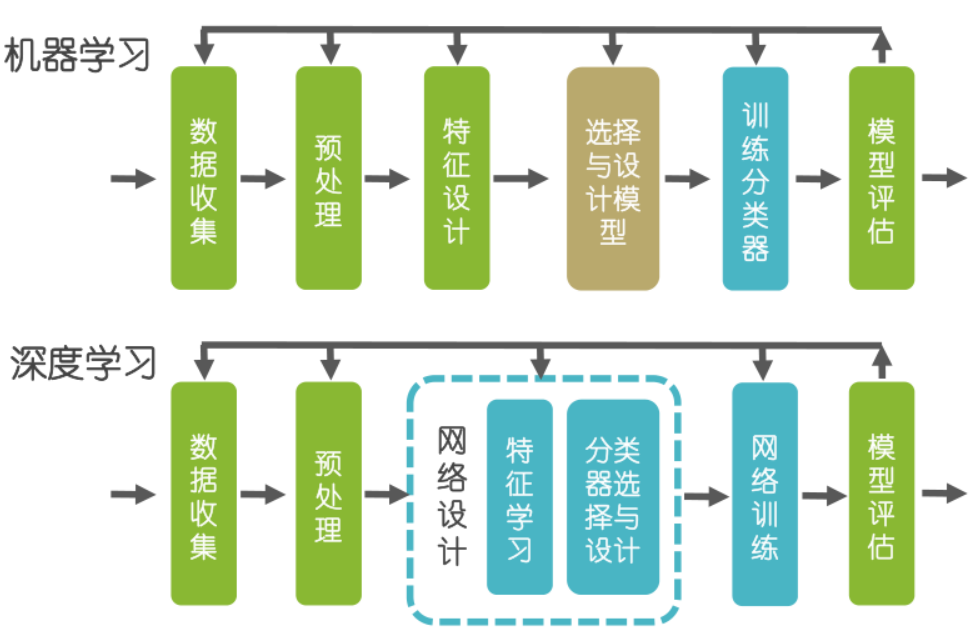 机器学习
数据收集
预处理
特征设计
选择
与设
计模
型
训练分类器
模型评估
深度学习
数据收集
预处理
网络设计
特征学习
分类
器选
择与
设计
网络训练
模型评估